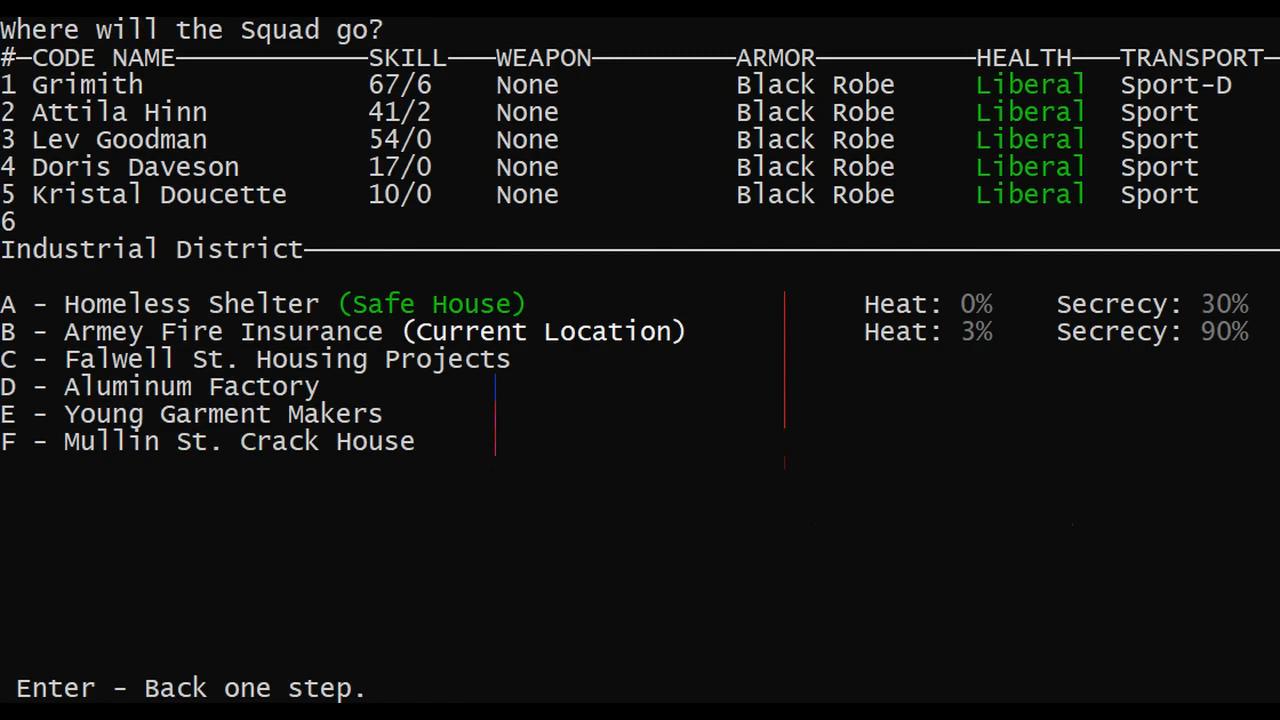 Where will the Squad go?
#—CODE NAME————————————SKILL———WEAPON—————————ARMOR——————————HEALTH———TRANSPORT—
1 Grimith 67/6 None Black Robe Liberal Sport-D
2 Attila Hinn 41/2 None Black Robe Liberal Sport
3 Lev Goodman 54/0 None Black Robe Liberal Sport
4 Doris Daveson 17/0 None Black Robe Liberal Sport
5 Kristal Doucette 10/0 None Black Robe Liberal Sport
6
Industrial District
A - Homeless Shelter (Safe House) Heat: 0% Secrecy: 30%
B - Armey Fire Insurance (Current Location) Heat: 3% Secrecy: 90%
C - Falwell St. Housing Projects
D - Aluminum Factory
E - Young Garment Makers
F - Mullin St. Crack House
Enter - Back one step.